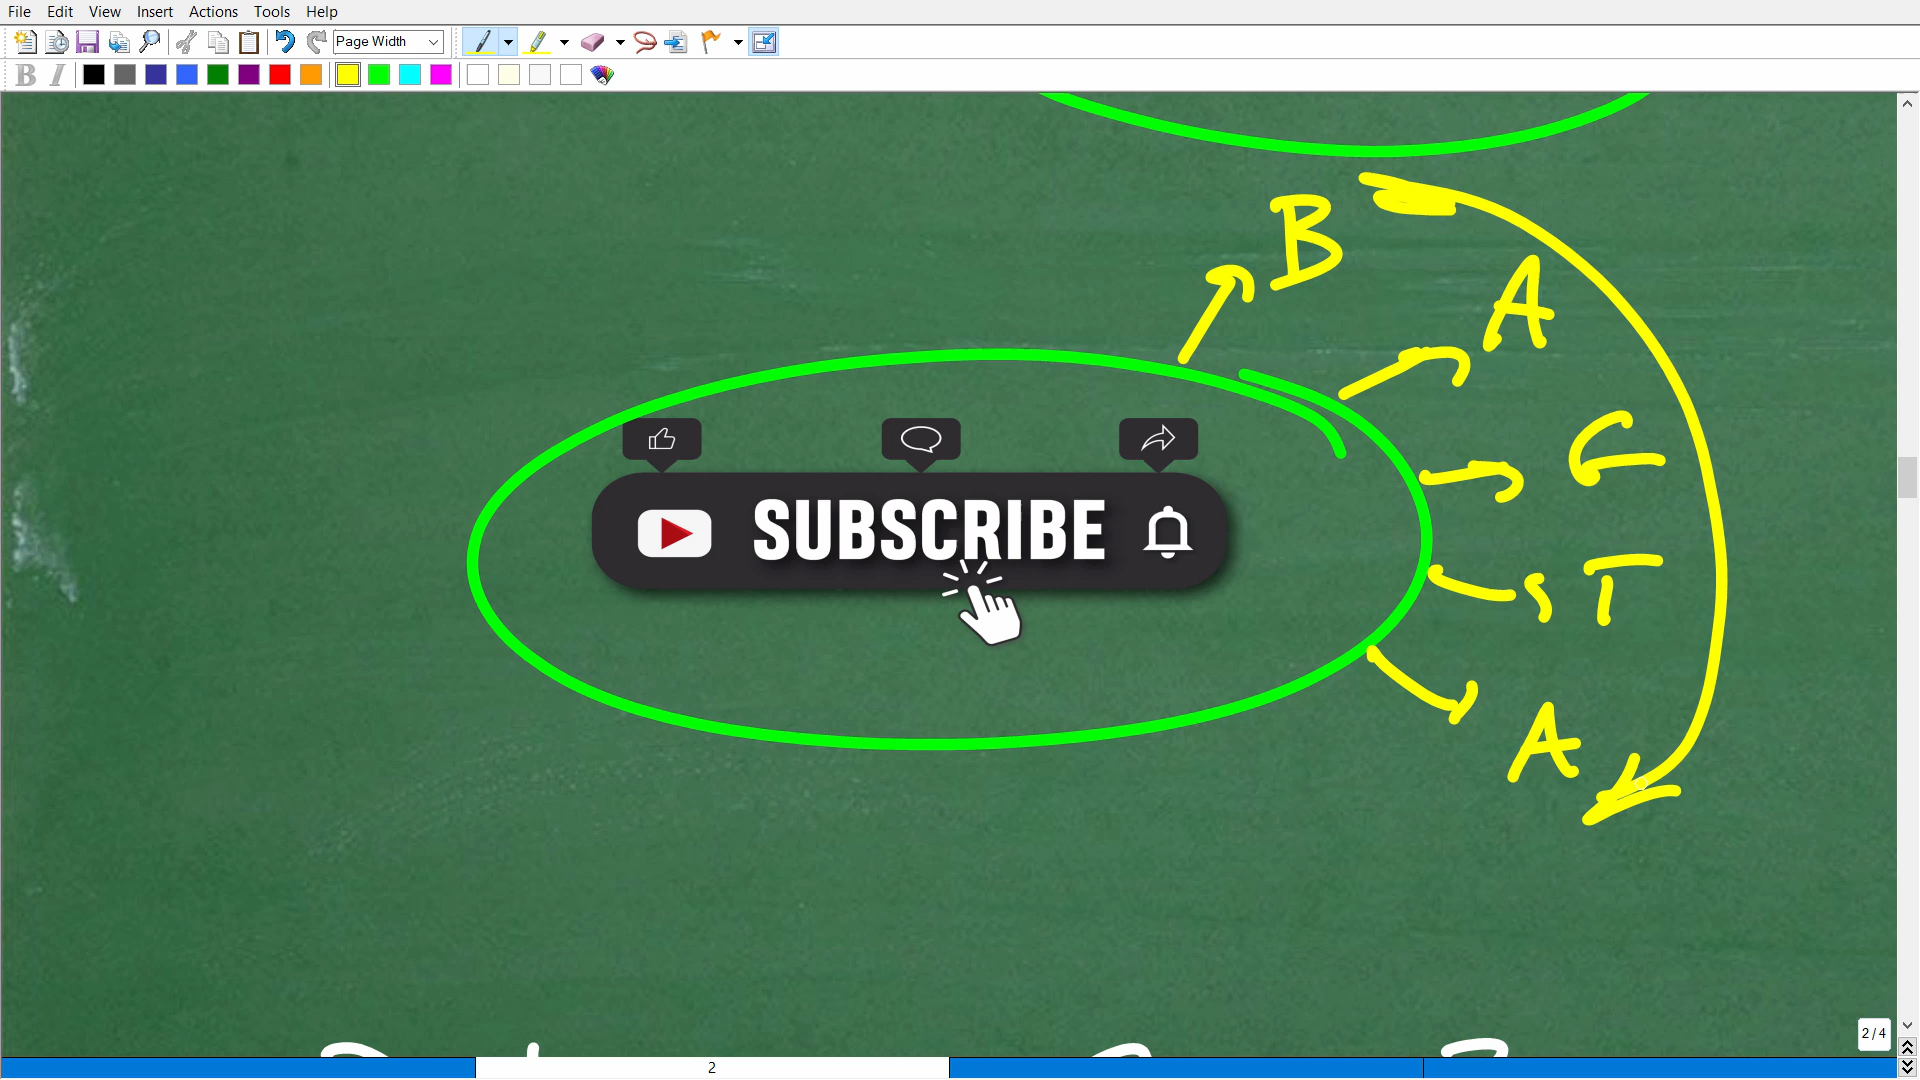 File Edit View Insert Actions Tools Help
Page Width
B I
B
A
G
SUBSCRIBE
T
A
2 / 4
2